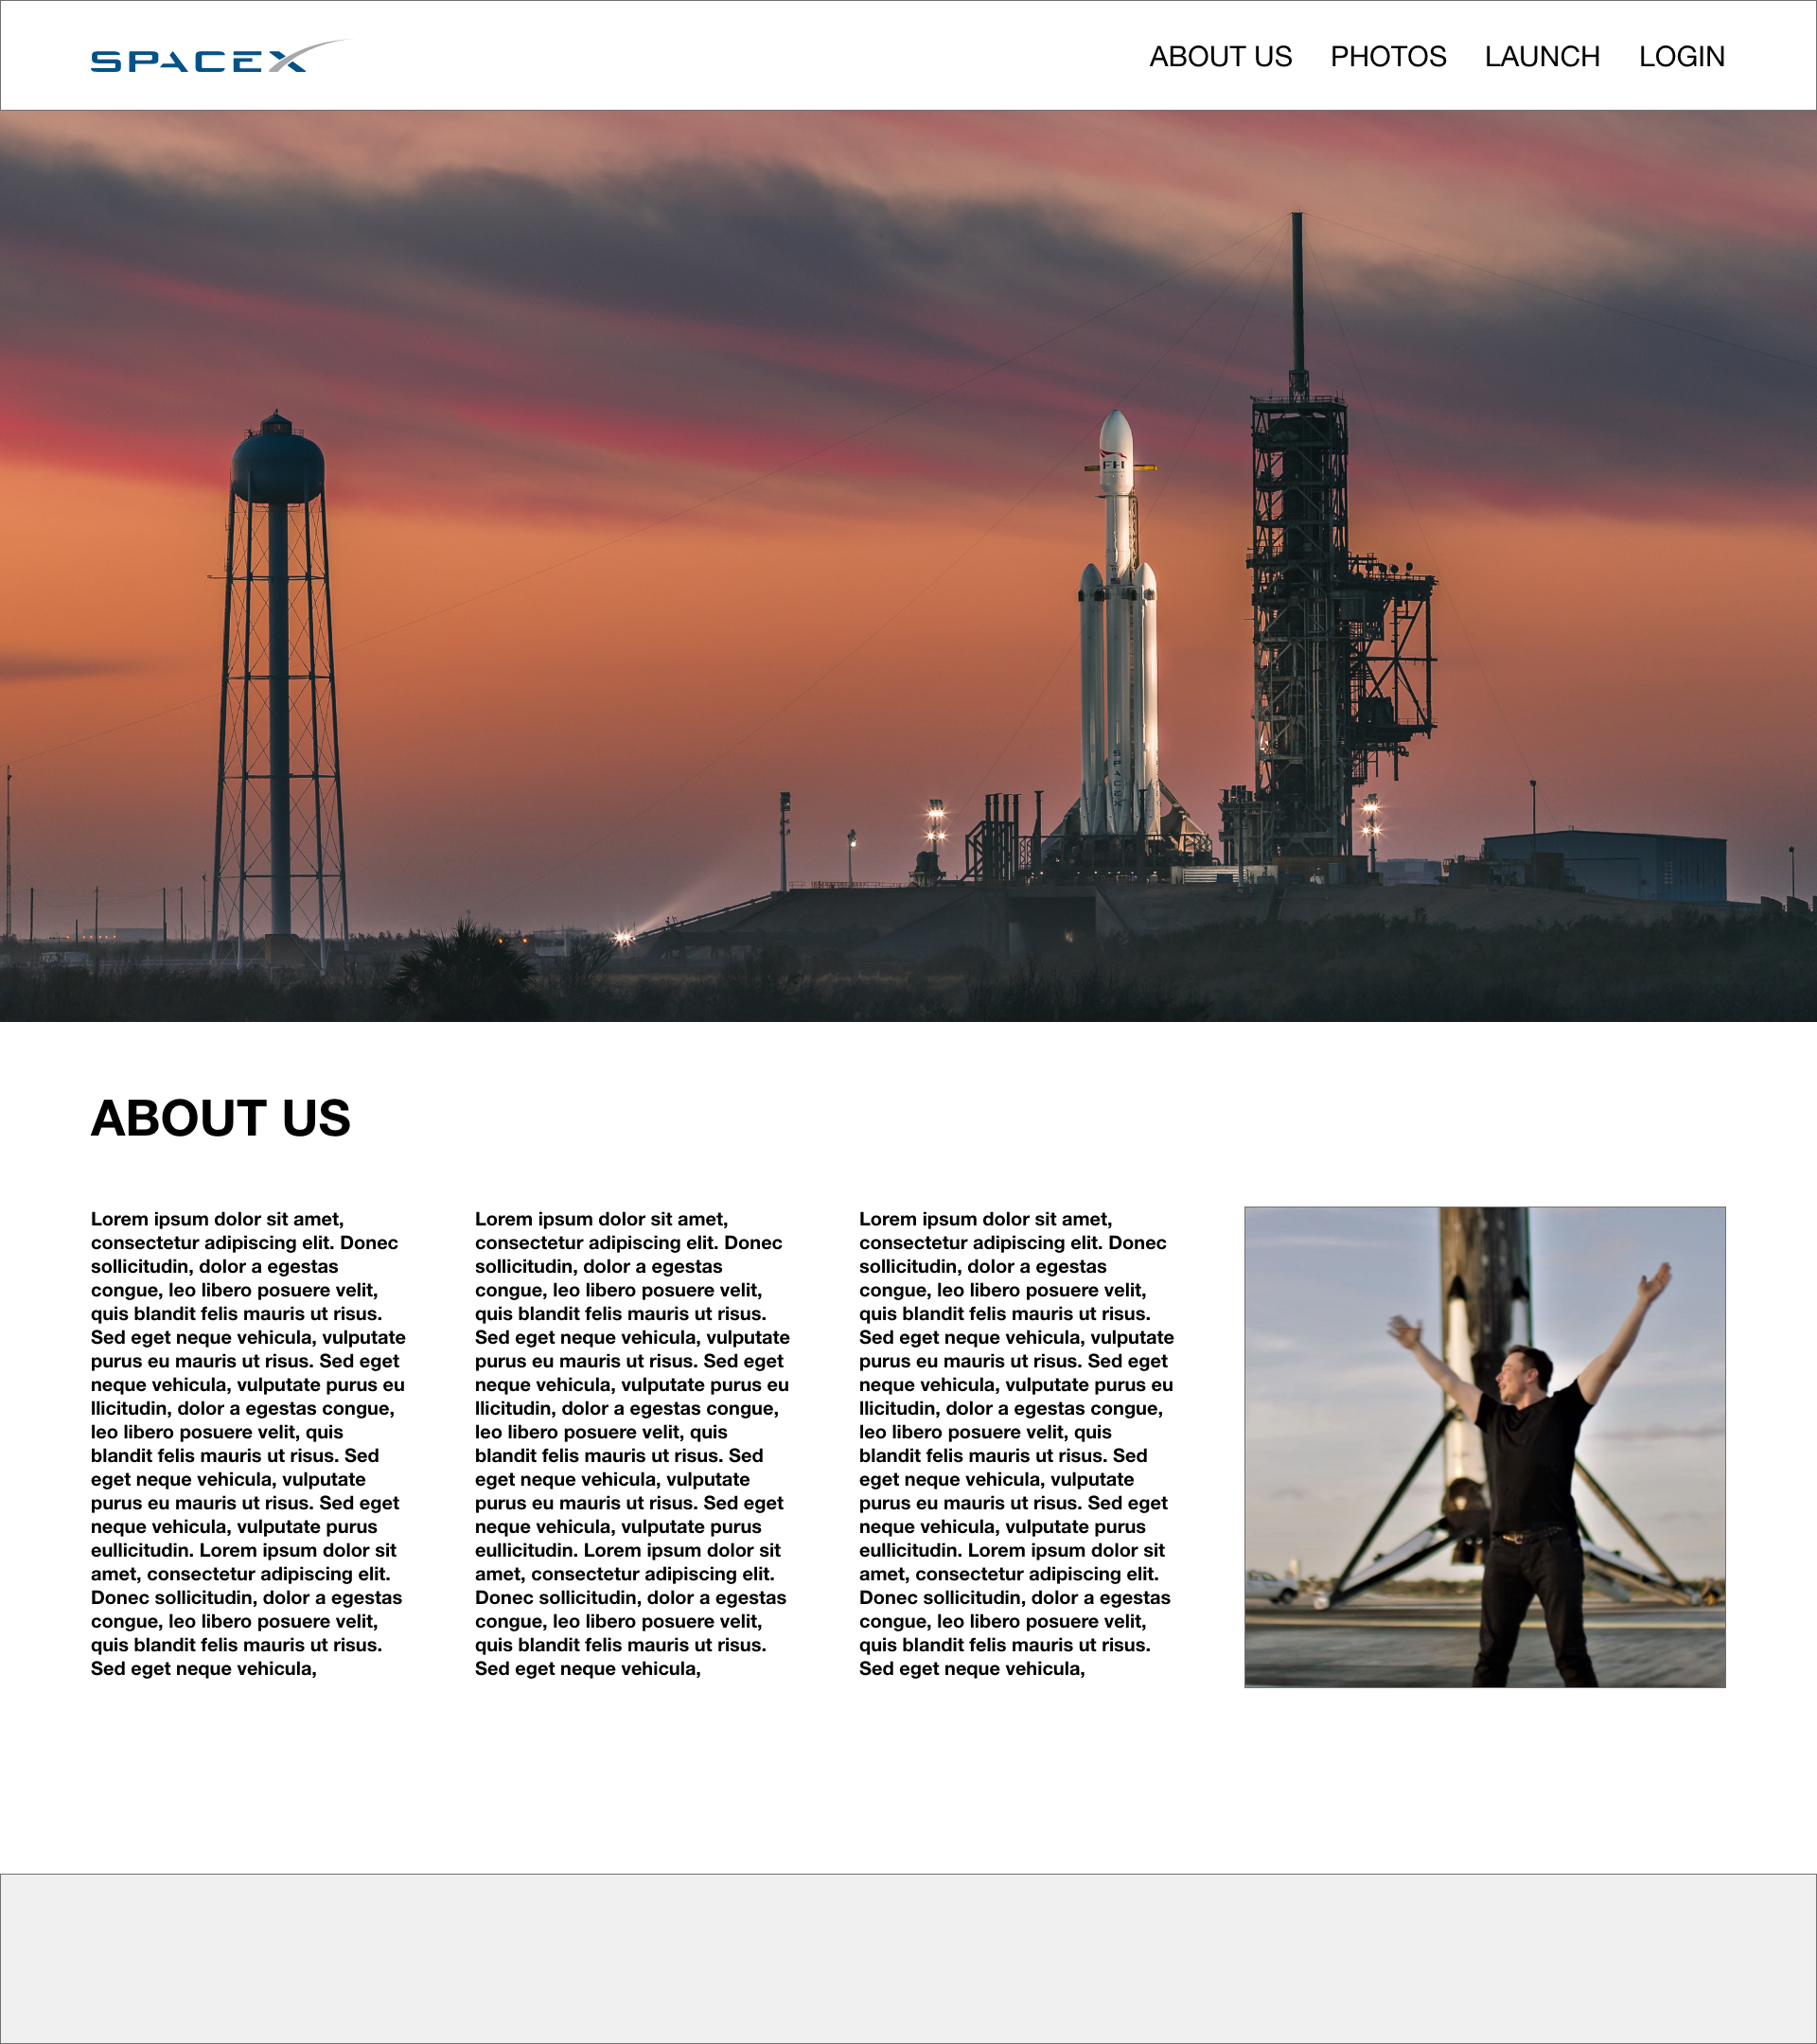 SPACEX
ABOUT US PHOTOS LAUNCH LOGIN
FH
SPACEX
ABOUT US
Lorem ipsum dolor sit amet,
consectetur adipiscing elit. Donec
sollicitudin, dolor a egestas
congue, leo libero posuere velit,
quis blandit felis mauris ut risus.
Sed eget neque vehicula, vulputate
purus eu mauris ut risus. Sed eget
neque vehicula, vulputate purus eu
llicitudin, dolor a egestas congue,
leo libero posuere velit, quis
blandit felis mauris ut risus. Sed
eget neque vehicula, vulputate
purus eu mauris ut risus. Sed eget
neque vehicula, vulputate purus
eullicitudin. Lorem ipsum dolor sit
amet, consectetur adipiscing elit.
Donec sollicitudin, dolor a egestas
congue, leo libero posuere velit,
quis blandit felis mauris ut risus.
Sed eget neque vehicula,
Lorem ipsum dolor sit amet,
consectetur adipiscing elit. Donec
sollicitudin, dolor a egestas
congue, leo libero posuere velit,
quis blandit felis mauris ut risus.
Sed eget neque vehicula, vulputate
purus eu mauris ut risus. Sed eget
neque vehicula, vulputate purus eu
llicitudin, dolor a egestas congue,
leo libero posuere velit, quis
blandit felis mauris ut risus. Sed
eget neque vehicula, vulputate
purus eu mauris ut risus. Sed eget
neque vehicula, vulputate purus
eullicitudin. Lorem ipsum dolor sit
amet, consectetur adipiscing elit.
Donec sollicitudin, dolor a egestas
congue, leo libero posuere velit,
quis blandit felis mauris ut risus.
Sed eget neque vehicula,
Lorem ipsum dolor sit amet,
consectetur adipiscing elit. Donec
sollicitudin, dolor a egestas
congue, leo libero posuere velit,
quis blandit felis mauris ut risus.
Sed eget neque vehicula, vulputate
purus eu mauris ut risus. Sed eget
neque vehicula, vulputate purus eu
llicitudin, dolor a egestas congue,
leo libero posuere velit, quis
blandit felis mauris ut risus. Sed
eget neque vehicula, vulputate
purus eu mauris ut risus. Sed eget
neque vehicula, vulputate purus
eullicitudin. Lorem ipsum dolor sit
amet, consectetur adipiscing elit.
Donec sollicitudin, dolor a egestas
congue, leo libero posuere velit,
quis blandit felis mauris ut risus.
Sed eget neque vehicula,